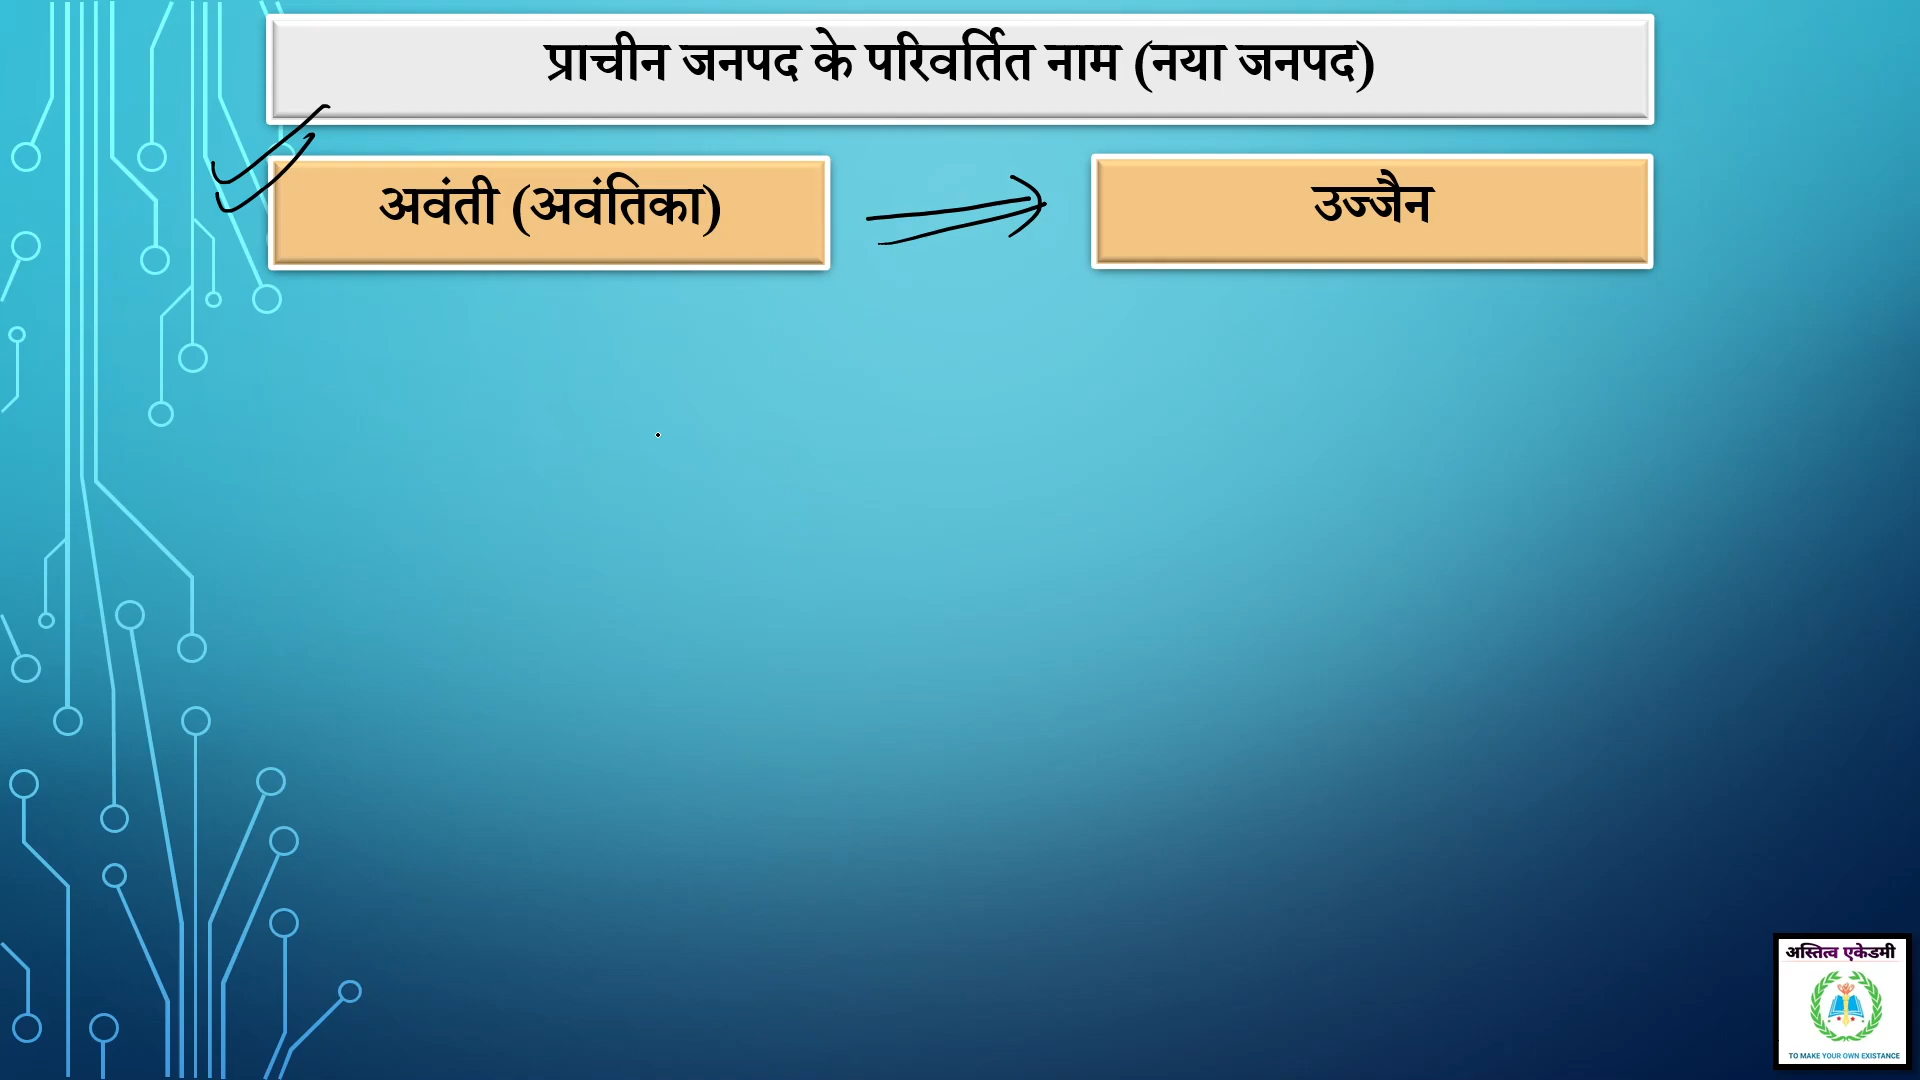 प्राचीन जनपद के परिवर्तित नाम (नया जनपद)
अवंती (अवंतिका)
उज्जैन
अस्तित्व एकेडमी
TO MAKE YOUR OWN EXISTANCE